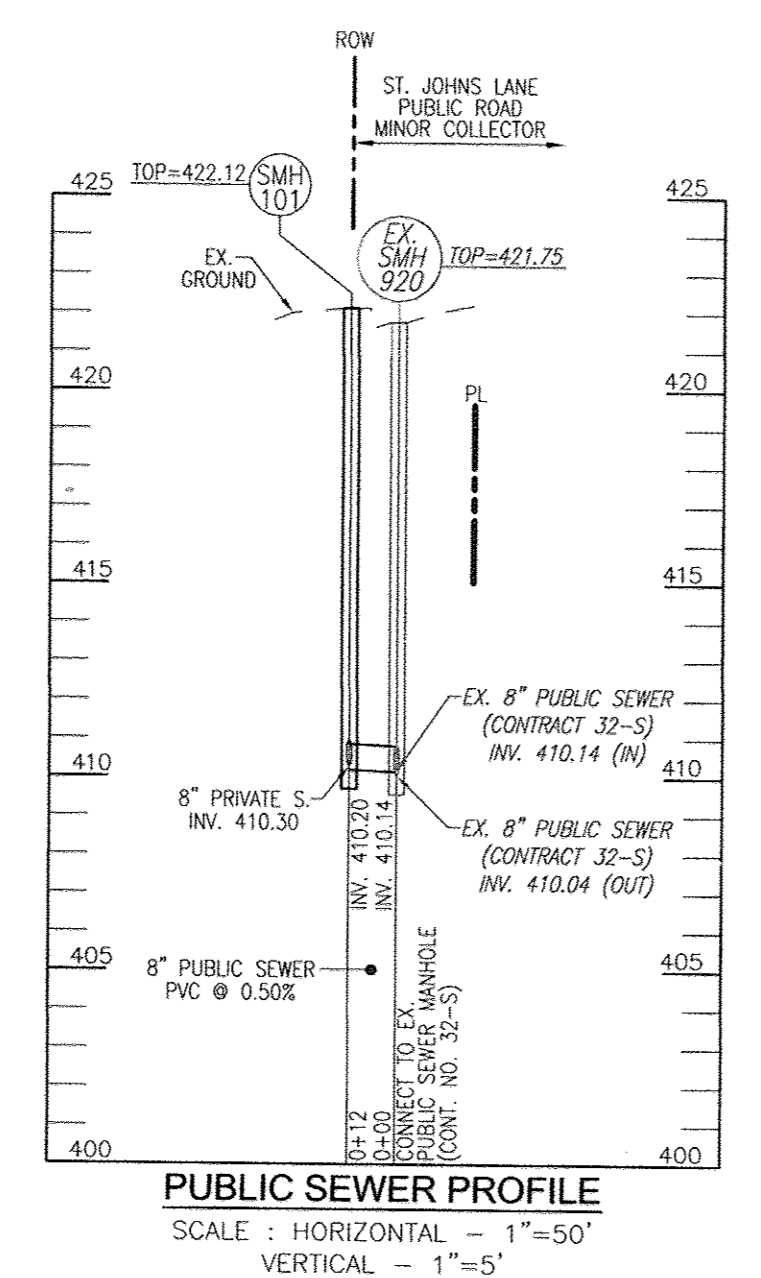 ROW
ST. JOHNS LANE
PUBLIC ROAD
MINOR COLLECTOR
TOP=422.12
SMH
101
425
425
EX.
SMH
920
TOP=421.75
EX.
GROUND
420
420
PL
415
415
EX. 8" PUBLIC SEWER
(CONTRACT 32-S)
INV. 410.14 (IN)
410
410
8" PRIVATE S.
INV. 410.30
INV. 410.20
INV. 410.14
EX. 8" PUBLIC SEWER
(CONTRACT 32-S)
INV. 410.04 (OUT)
405
405
8" PUBLIC SEWER
PVC @ 0.50%
0+12
0+00
CONNECT TO EX.
PUBLIC SEWER MANHOLE
(CONT. NO. 32-S)
400
400
PUBLIC SEWER PROFILE
SCALE : HORIZONTAL - 1"=50'
VERTICAL - 1"=5'